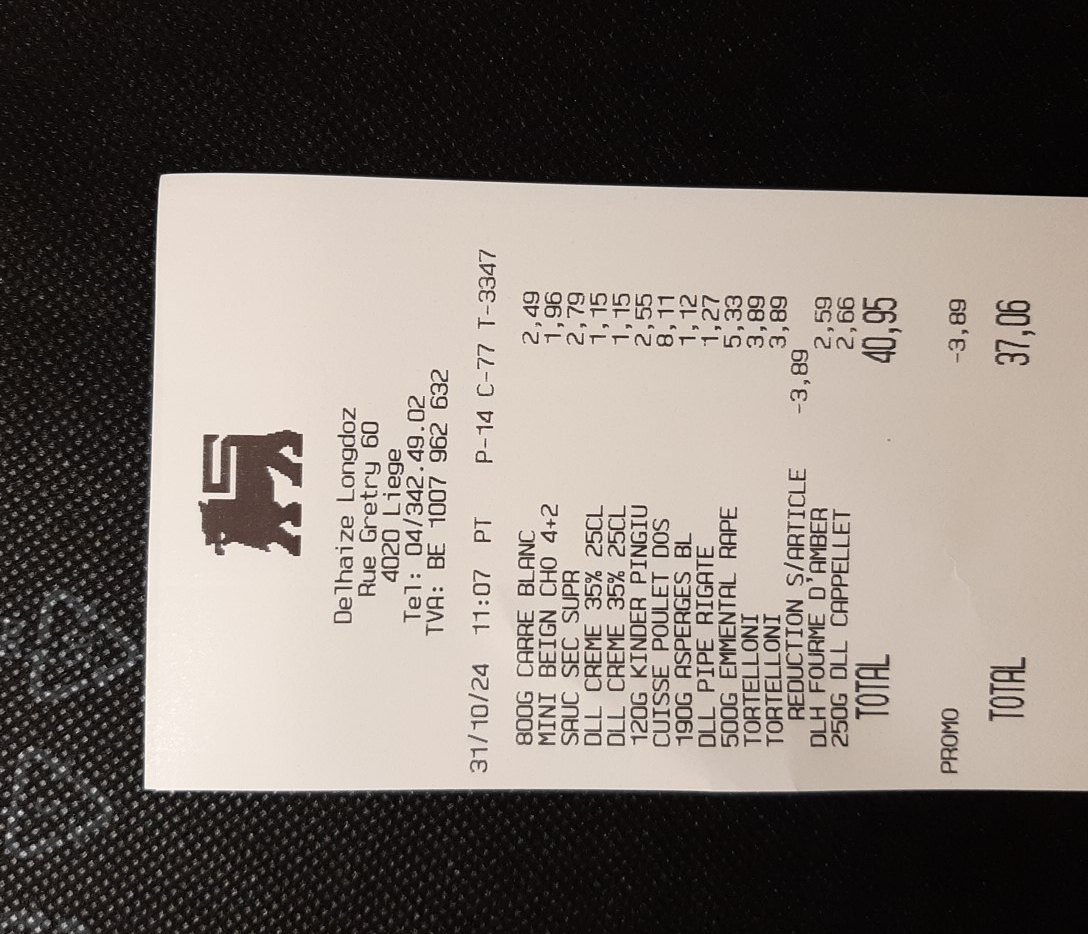 Delhaize Longdoz
Rue Gretry 60
4020 Liege
Tel: 04/342.49.02
TVA: BE 1007 962 632
31/10/24 11:07 PT P-14 C-77 T-3347
800G CARRE BLANC 2,49
MINI BEIGN CHO 4+2 1,96
SAUC SEC SUPR 2,79
DLL CREME 35% 25CL 1,15
DLL CREME 35% 25CL 1,15
120G KINDER PINGIU 2,55
CUISSE POULET DOS 8,11
190G ASPERGES BL 1,12
DLL PIPE RIGATE 1,27
500G EMMENTAL RAPE 5,33
TORTELLONI 3,89
TORTELLONI 3,89
REDUCTION S/ARTICLE -3,89
DLH FOURME D'AMBER 2,59
250G DLL CAPPELLET 2,66
TOTAL 40,95
PROMO -3,89
TOTAL 37,06